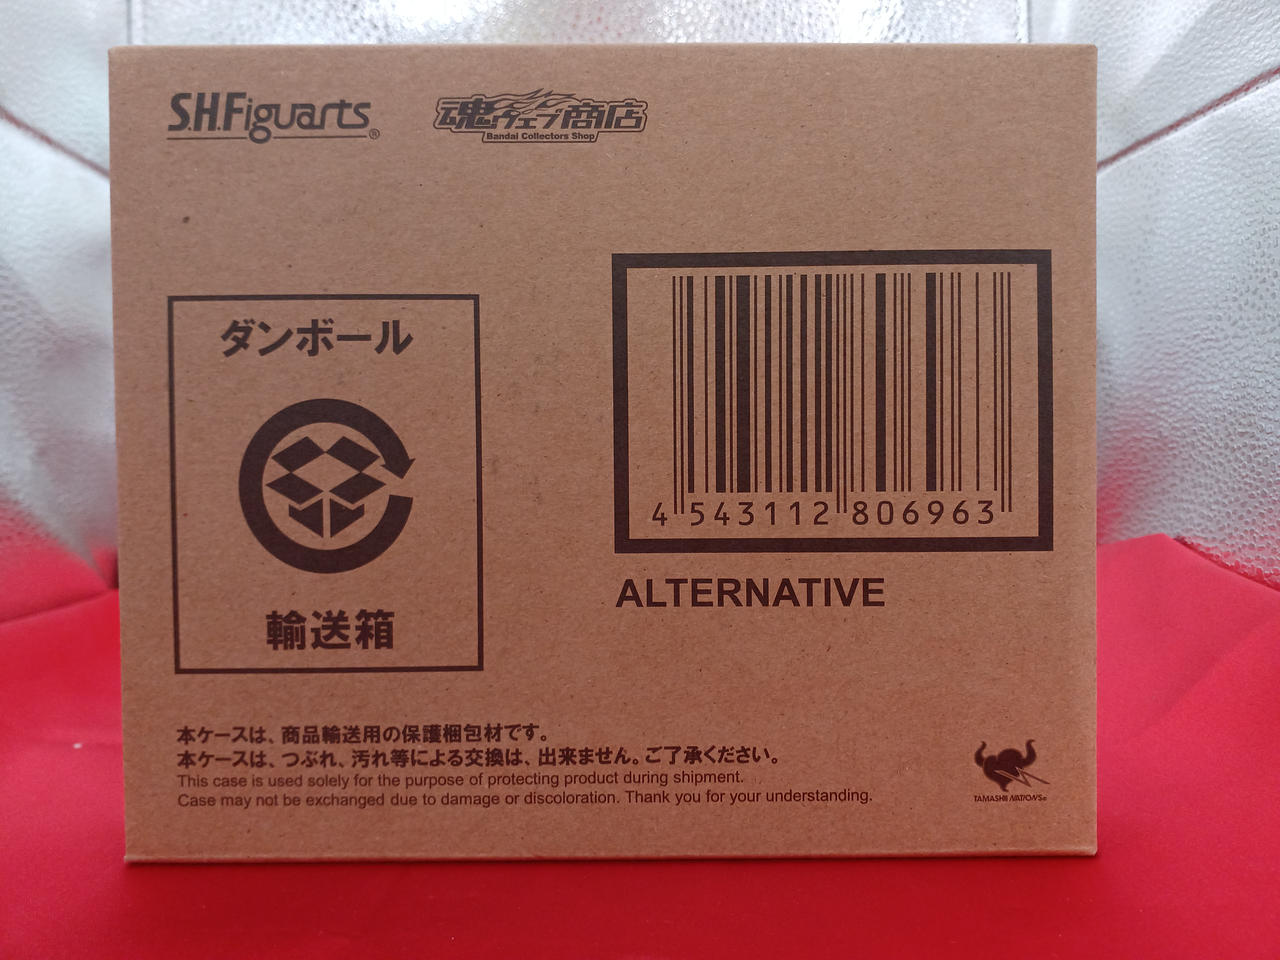 S.H.Figuarts®
魂ウェブ商店
Bandai Collectors Shop
ダンボール
輸送箱
4 543112 806963
ALTERNATIVE
本ケースは、商品輸送用の保護梱包材です。
本ケースは、つぶれ、汚れ等による交換は、出来ません。ご了承ください。
This case is used solely for the purpose of protecting product during shipment.
Case may not be exchanged due to damage or discoloration. Thank you for your understanding.
TAMASHII NATIONS®